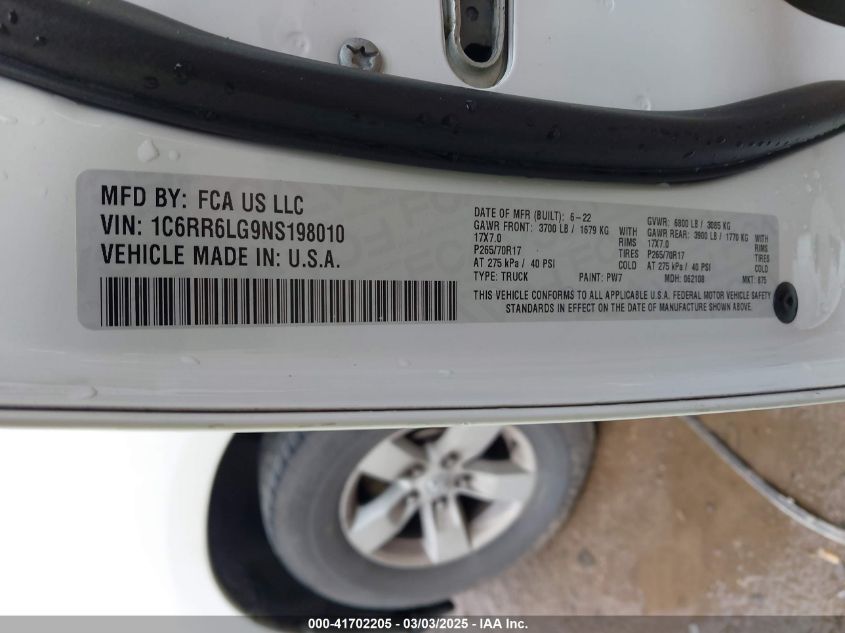 MFD BY: FCA US LLC
VIN: 1C6RR6LG9NS198010
VEHICLE MADE IN: U.S.A.
DATE OF MFR (BUILT): 6-22
GVWR: 6800 LB / 3085 KG
GAWR FRONT: 3700 LB / 1679 KG WITH
GAWR REAR: 3900 LB / 1770 KG WITH
17X7.0 RIMS
17X7.0 RIMS
P265/70R17 TIRES
P265/70R17 TIRES
AT 275 kPa / 40 PSI COLD
AT 275 kPa / 40 PSI COLD
TYPE: TRUCK PAINT: PW7 MDH: 062108 MKT: 875
THIS VEHICLE CONFORMS TO ALL APPLICABLE U.S.A. FEDERAL MOTOR VEHICLE SAFETY
STANDARDS IN EFFECT ON THE DATE OF MANUFACTURE SHOWN ABOVE.
000-41702205 - 03/03/2025 - IAA Inc.